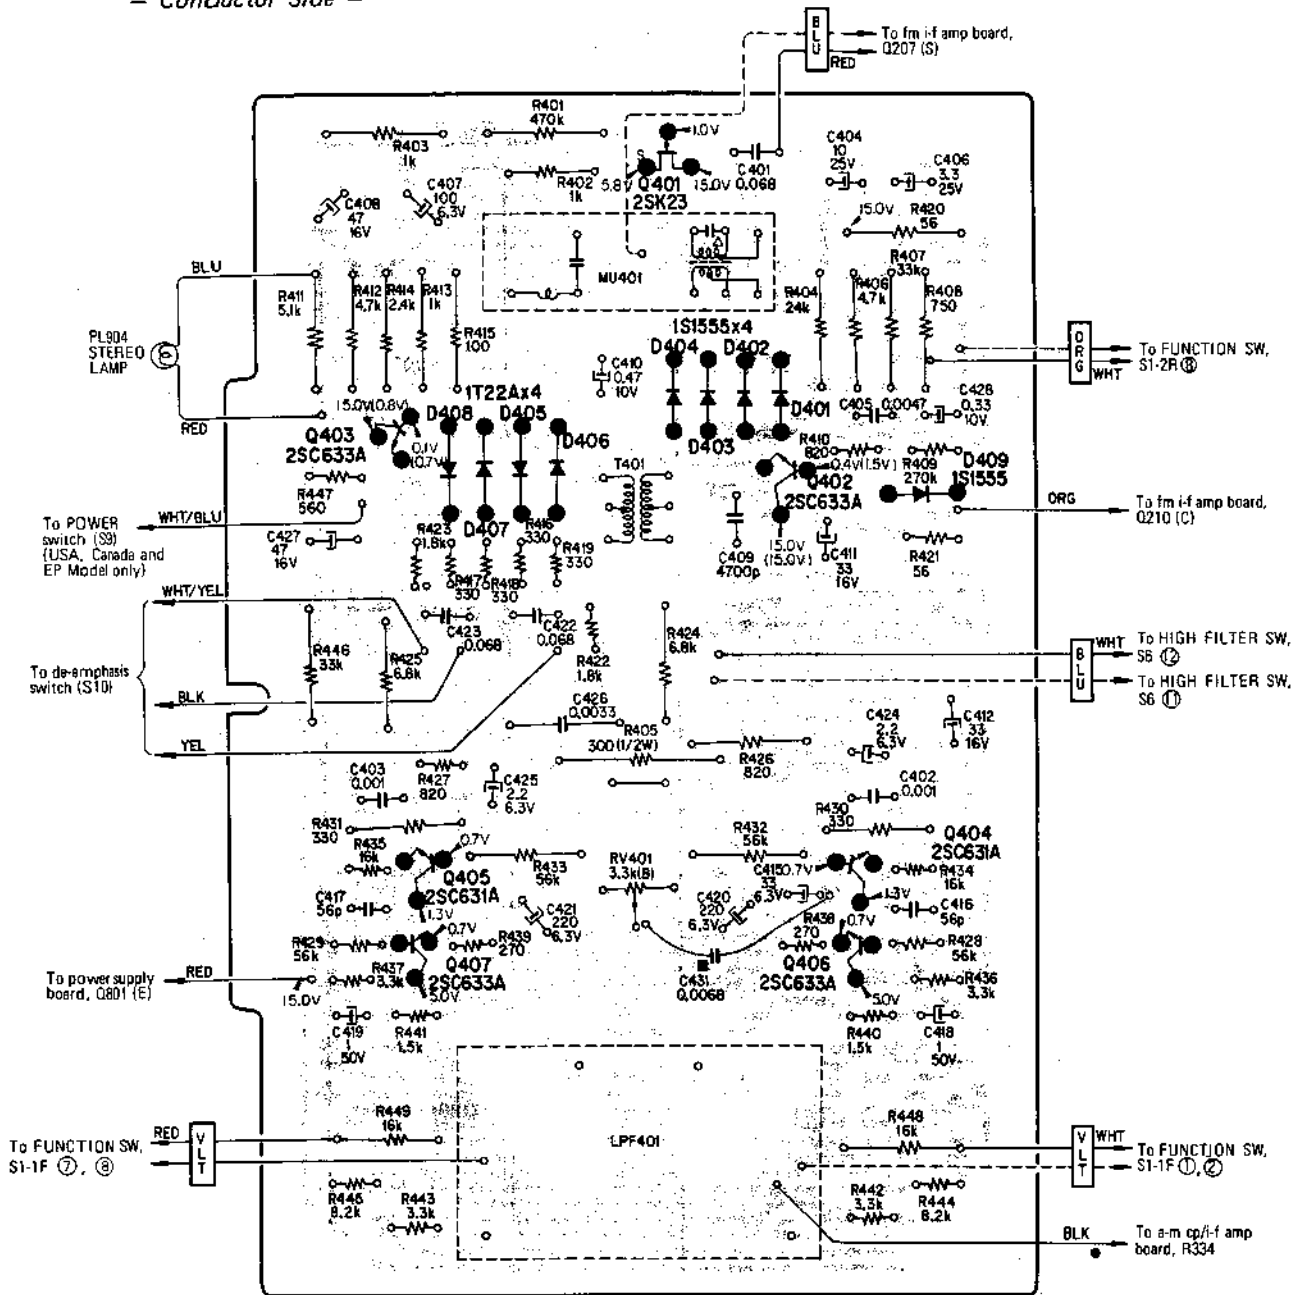 — Conductor Side —
B
L
U
RED
To fm i-f amp board,
Q207 (S)
R401
470k
R403
1k
R402
1k
1.0V
S
5.8V
Q401
2SK23
15.0V
C401
0.068
C404
10
25V
C406
3.3
25V
C408
47
16V
C407
100
6.3V
15.0V
R420
56
BLU
MU401
R411
5.1k
R412
4.7k
R414
2.4k
R413
1k
R415
100
R404
24k
R406
4.7k
R407
33k
R408
750
PL904
STEREO
LAMP
1S1555x4
D404
D402
O
R
G
WHT
To FUNCTION SW,
S1-2R ⑧
C410
0.47
10V
1T22Ax4
D408
D405
D406
D401
D403
C405
0.0047
C428
0.33
10V
RED
15.0V(0.8V)
Q403
2SC633A
0.1V
(0.7V)
R410
820
0.4V(1.5V)
Q402
2SC633A
R409
270k
D409
1S1555
R447
560
T401
ORG
To fm i-f amp board,
Q210 (C)
To POWER
switch (S9)
(USA, Canada and
EP Model only)
WHT/BLU
C427
47
16V
R423
1.8k
D407
R416
330
R419
330
R417
330
R418
330
C409
4700p
15.0V
(15.0V)
C411
33
16V
R421
56
WHT/YEL
C423
0.068
C422
0.068
R422
1.8k
R424
6.8k
R446
33k
R425
6.8k
To de-emphasis
switch (S10)
BLK
YEL
B
L
U
WHT
To HIGH FILTER SW,
S6 ⑫
To HIGH FILTER SW,
S6 ⑪
C426
0.0033
R405
300 (1/2W)
C424
2.2
6.3V
C412
33
16V
R426
820
C403
0.001
R427
820
C425
2.2
6.3V
C402
0.001
R431
330
R435
16k
0.7V
Q405
2SC631A
1.3V
R433
56k
RV401
3.3k(B)
R432
56k
R430
330
Q404
2SC631A
C415
33
6.3V
0.7V
1.3V
R434
16k
C417
56p
C421
220
6.3V
C420
220
6.3V
C416
56p
R429
56k
0.7V
Q407
2SC633A
R439
270
R438
270
0.7V
R428
56k
C431
0.0068
Q406
2SC633A
To power supply
board, Q801 (E)
RED
15.0V
R437
3.3k
5.0V
5.0V
R436
3.3k
C419
1
50V
R441
1.5k
R440
1.5k
C418
1
50V
LPF401
R449
16k
R448
16k
To FUNCTION SW,
S1-1F ⑦, ⑧
RED
V
L
T
V
L
T
WHT
To FUNCTION SW,
S1-1F ①, ②
R445
8.2k
R443
3.3k
R442
3.3k
R444
8.2k
BLK
To a-m cp/i-f amp
board, R334